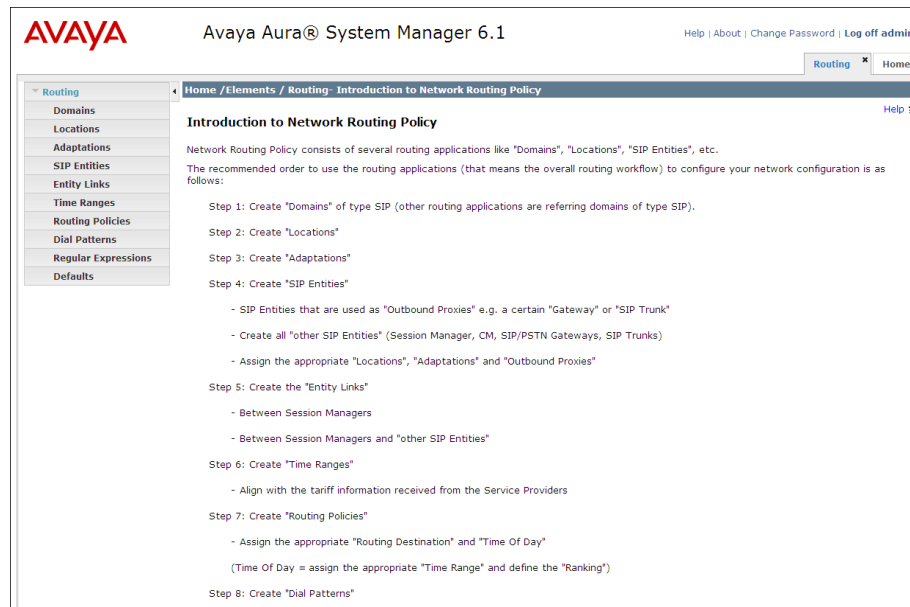 AVAYA
Avaya Aura® System Manager 6.1
Help | About | Change Password | Log off admin
Routing × Home
Routing
Domains
Locations
Adaptations
SIP Entities
Entity Links
Time Ranges
Routing Policies
Dial Patterns
Regular Expressions
Defaults
Home /Elements / Routing- Introduction to Network Routing Policy
Help
Introduction to Network Routing Policy
Network Routing Policy consists of several routing applications like "Domains", "Locations", "SIP Entities", etc.
The recommended order to use the routing applications (that means the overall routing workflow) to configure your network configuration is as
follows:
Step 1: Create "Domains" of type SIP (other routing applications are referring domains of type SIP).
Step 2: Create "Locations"
Step 3: Create "Adaptations"
Step 4: Create "SIP Entities"
- SIP Entities that are used as "Outbound Proxies" e.g. a certain "Gateway" or "SIP Trunk"
- Create all "other SIP Entities" (Session Manager, CM, SIP/PSTN Gateways, SIP Trunks)
- Assign the appropriate "Locations", "Adaptations" and "Outbound Proxies"
Step 5: Create the "Entity Links"
- Between Session Managers
- Between Session Managers and "other SIP Entities"
Step 6: Create "Time Ranges"
- Align with the tariff information received from the Service Providers
Step 7: Create "Routing Policies"
- Assign the appropriate "Routing Destination" and "Time Of Day"
(Time Of Day = assign the appropriate "Time Range" and define the "Ranking")
Step 8: Create "Dial Patterns"